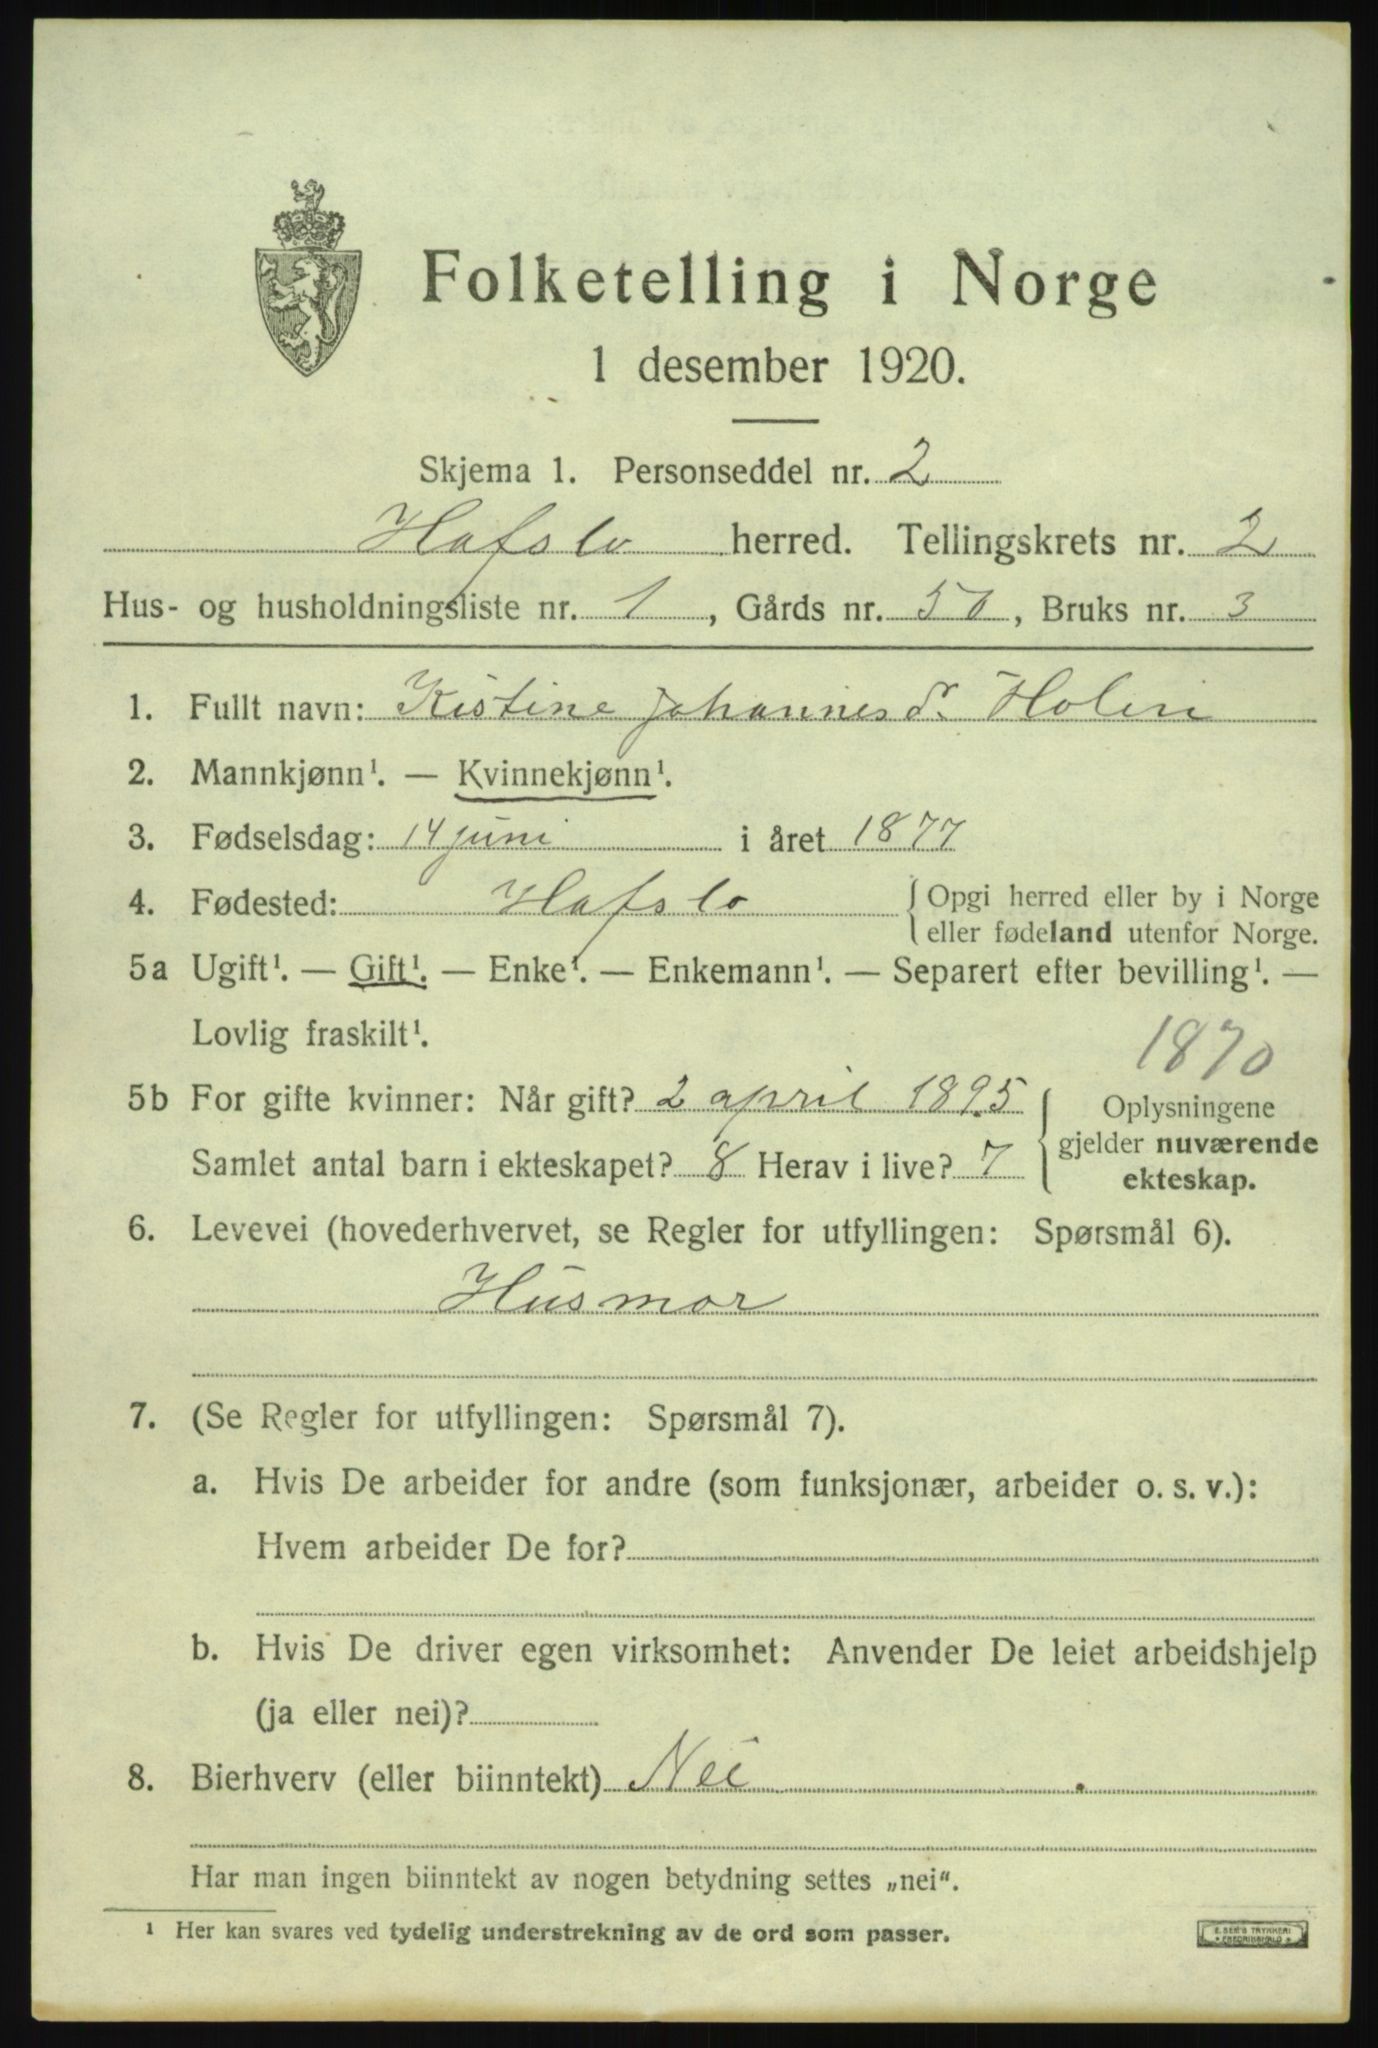 Folketelling i Norge
1 desember 1920.
Skjema 1. Personseddel nr. 2
Hafslo herred. Tellingskrets nr. 2
Hus- og husholdningsliste nr. 1, Gårds nr. 50, Bruks nr. 3
1. Fullt navn: Kistine Johannesdr. Holen
2. Mannkjønn¹. — Kvinnekjønn¹.
3. Fødselsdag: 14 juni i året 1877
4. Fødested: Hafslo { Opgi herred eller by i Norge
eller fødeland utenfor Norge.
5a Ugift¹. — Gift¹. — Enke¹. — Enkemann¹. — Separert efter bevilling¹. —
Lovlig fraskilt¹.
1870
5b For gifte kvinner: Når gift? 2 april 1895 { Oplysningene
gjelder nuværende
ekteskap.
Samlet antal barn i ekteskapet? 8 Herav i live? 7
6. Levevei (hovederhvervet, se Regler for utfyllingen: Spørsmål 6).
Husmor
7. (Se Regler for utfyllingen: Spørsmål 7).
a. Hvis De arbeider for andre (som funksjonær, arbeider o. s. v.):
Hvem arbeider De for?
b. Hvis De driver egen virksomhet: Anvender De leiet arbeidshjelp
(ja eller nei)?
8. Bierhverv (eller biinntekt) Nei
Har man ingen biinntekt av nogen betydning settes „nei“.
¹ Her kan svares ved tydelig understrekning av de ord som passer.